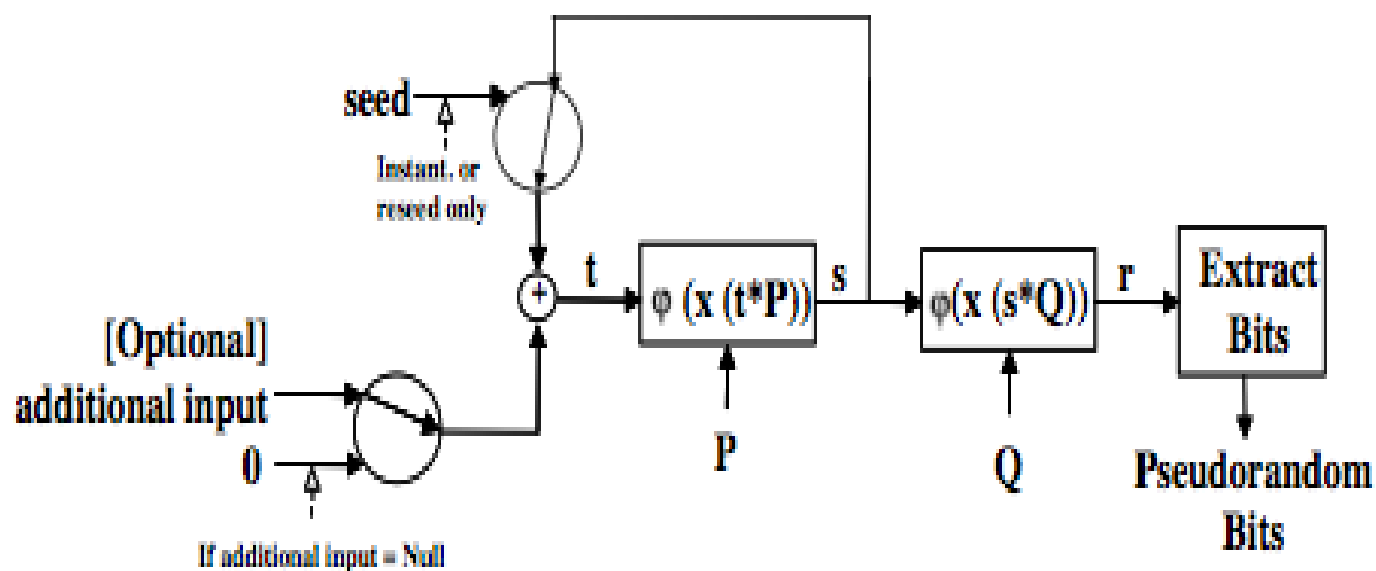 seed
Instant. or
reseed only
t
φ (x (t*P))
s
φ(x (s*Q))
r
Extract
Bits
[Optional]
additional input
0
P
Q
Pseudorandom
Bits
If additional input = Null
+